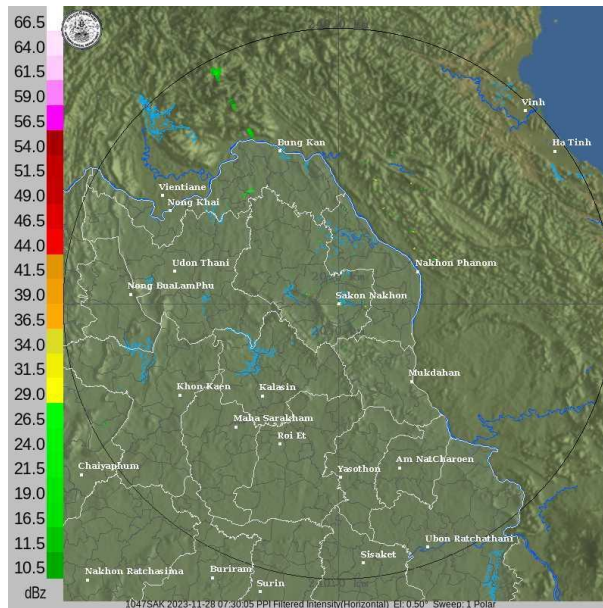 66.5
64.0
61.5
59.0
56.5
54.0
51.5
49.0
46.5
44.0
41.5
39.0
36.5
34.0
31.5
29.0
26.5
24.0
21.5
19.0
16.5
14.0
11.5
10.5
dBz
Vinh
Ha Tinh
Bung Kan
Vientiane
Nong Khai
Udon Thani
Nakhon Phanom
Nong BuaLamPhu
Sakon Nakhon
Mukdahan
Khon Kaen
Kalasin
Maha Sarakham
Roi Et
Chaiyaphum
Yasothon
Am NatCharoen
Ubon Ratchathani
Sisaket
Nakhon Ratchasima
Buriram
Surin
1047SAK 2023-11-28 07:30:05 PPI Filtered Intensity(Horizontal) El: 0.50° Sweep: 1 Polar